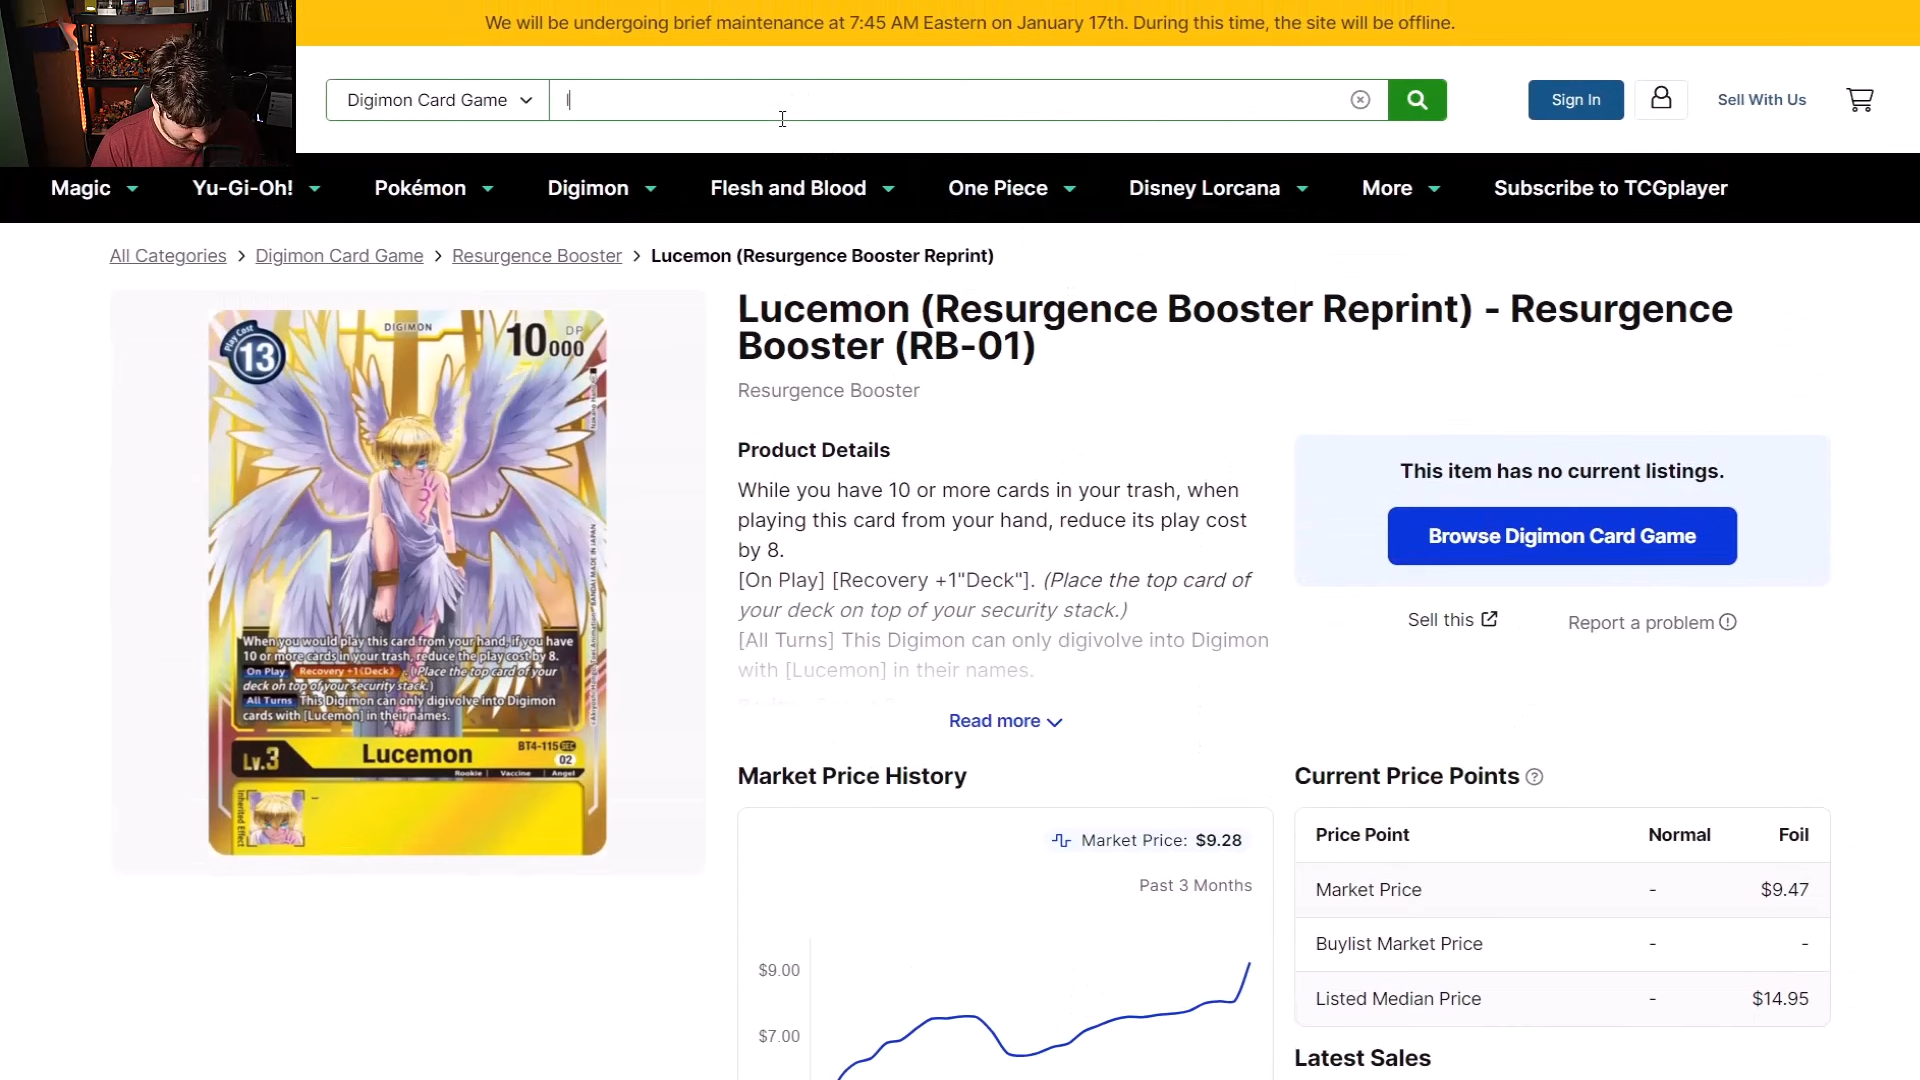 We will be undergoing brief maintenance at 7:45 AM Eastern on January 17th. During this time, the site will be offline.
Digimon Card Game
l
Sign In
Sell With Us
Magic
Yu-Gi-Oh!
Pokémon
Digimon
Flesh and Blood
One Piece
Disney Lorcana
More
Subscribe to TCGplayer
All Categories > Digimon Card Game > Resurgence Booster > Lucemon (Resurgence Booster Reprint)
Play Cost
13
DIGIMON
10000
DP
When you would play this card from your hand, if you have
10 or more cards in your trash, reduce the play cost by 8.
On Play Recovery +1《Deck》. (Place the top card of your
deck on top of your security stack.)
All Turns This Digimon can only digivolve into Digimon
cards with [Lucemon] in their names.
Lv.3
Lucemon
BT4-115 SEC
02
Rookie | Vaccine | Angel
Inherited Effect
-
Lucemon (Resurgence Booster Reprint) - Resurgence
Booster (RB-01)
Resurgence Booster
Product Details
While you have 10 or more cards in your trash, when
playing this card from your hand, reduce its play cost
by 8.
[On Play] [Recovery +1"Deck"]. (Place the top card of
your deck on top of your security stack.)
[All Turns] This Digimon can only digivolve into Digimon
with [Lucemon] in their names.
Read more
This item has no current listings.
Browse Digimon Card Game
Sell this
Report a problem
Market Price History
Market Price: $9.28
Past 3 Months
$9.00
$7.00
Current Price Points
Price Point Normal Foil
Market Price - $9.47
Buylist Market Price - -
Listed Median Price - $14.95
Latest Sales